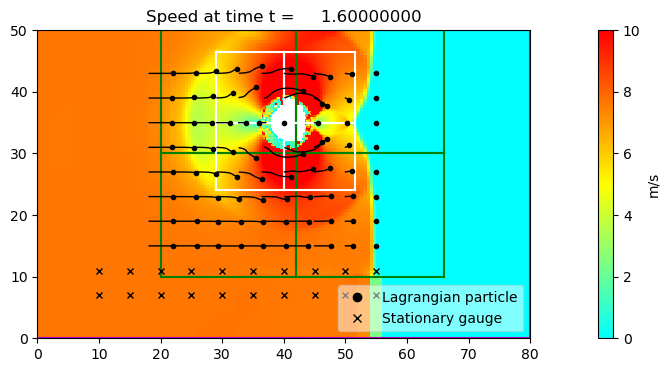 Speed at time t = 1.60000000
50
40
30
20
10
0
0 10 20 30 40 50 60 70 80
Lagrangian particle
Stationary gauge
10
8
6
4
2
0
m/s